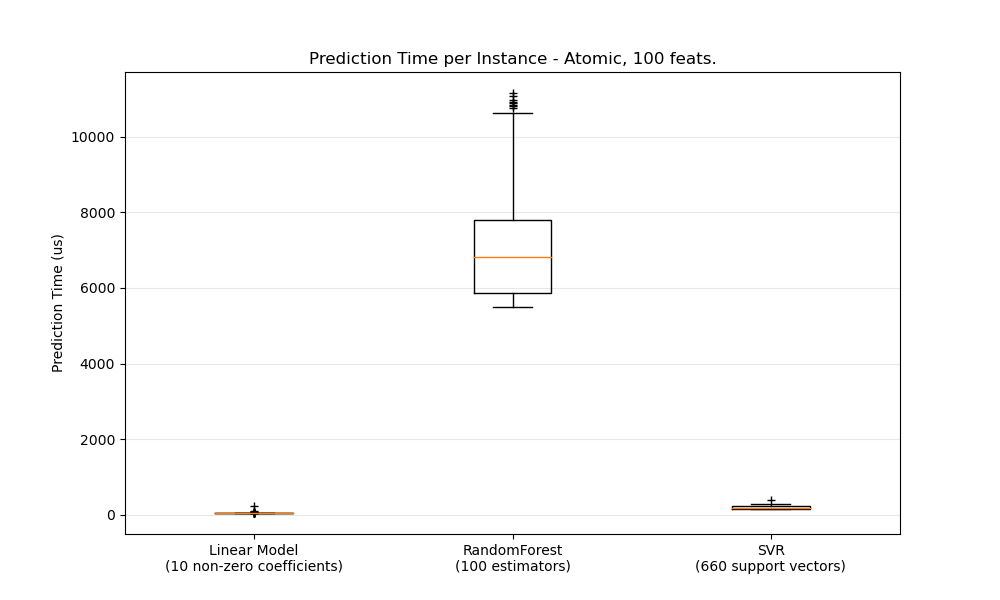 Prediction Time per Instance - Atomic, 100 feats.
Prediction Time (us)
10000
8000
6000
4000
2000
0
Linear Model
(10 non-zero coefficients)
RandomForest
(100 estimators)
SVR
(660 support vectors)